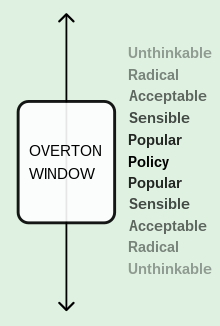 Unthinkable
Radical
Acceptable
Sensible
Popular
Policy
Popular
Sensible
Acceptable
Radical
Unthinkable
OVERTON
WINDOW